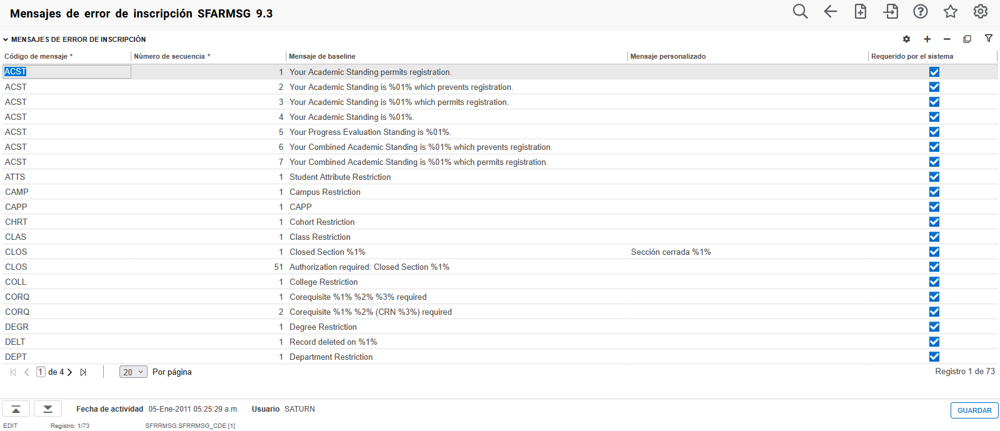 Mensajes de error de inscripción SFARMSG 9.3
MENSAJES DE ERROR DE INSCRIPCIÓN
Código de mensaje * Número de secuencia * Mensaje de baseline Mensaje personalizado Requerido por el sistema
ACST 1 Your Academic Standing permits registration.
ACST 2 Your Academic Standing is %01% which prevents registration.
ACST 3 Your Academic Standing is %01% which permits registration.
ACST 4 Your Academic Standing is %01%.
ACST 5 Your Progress Evaluation Standing is %01%.
ACST 6 Your Combined Academic Standing is %01% which prevents registration.
ACST 7 Your Combined Academic Standing is %01% which permits registration.
ATTS 1 Student Attribute Restriction
CAMP 1 Campus Restriction
CAPP 1 CAPP
CHRT 1 Cohort Restriction
CLAS 1 Class Restriction
CLOS 1 Closed Section %1% Sección cerrada %1%
CLOS 51 Authorization required: Closed Section %1%
COLL 1 College Restriction
CORQ 1 Corequisite %1% %2% %3% required
CORQ 2 Corequisite %1% %2% (CRN %3%) required
DEGR 1 Degree Restriction
DELT 1 Record deleted on %1%
DEPT 1 Department Restriction
1 de 4 20 Por página Registro 1 de 73
Fecha de actividad 05-Ene-2011 05:25:29 a.m. Usuario SATURN GUARDAR
EDIT Registro: 1/73 SFRRMSG.SFRRMSG_CDE [1]